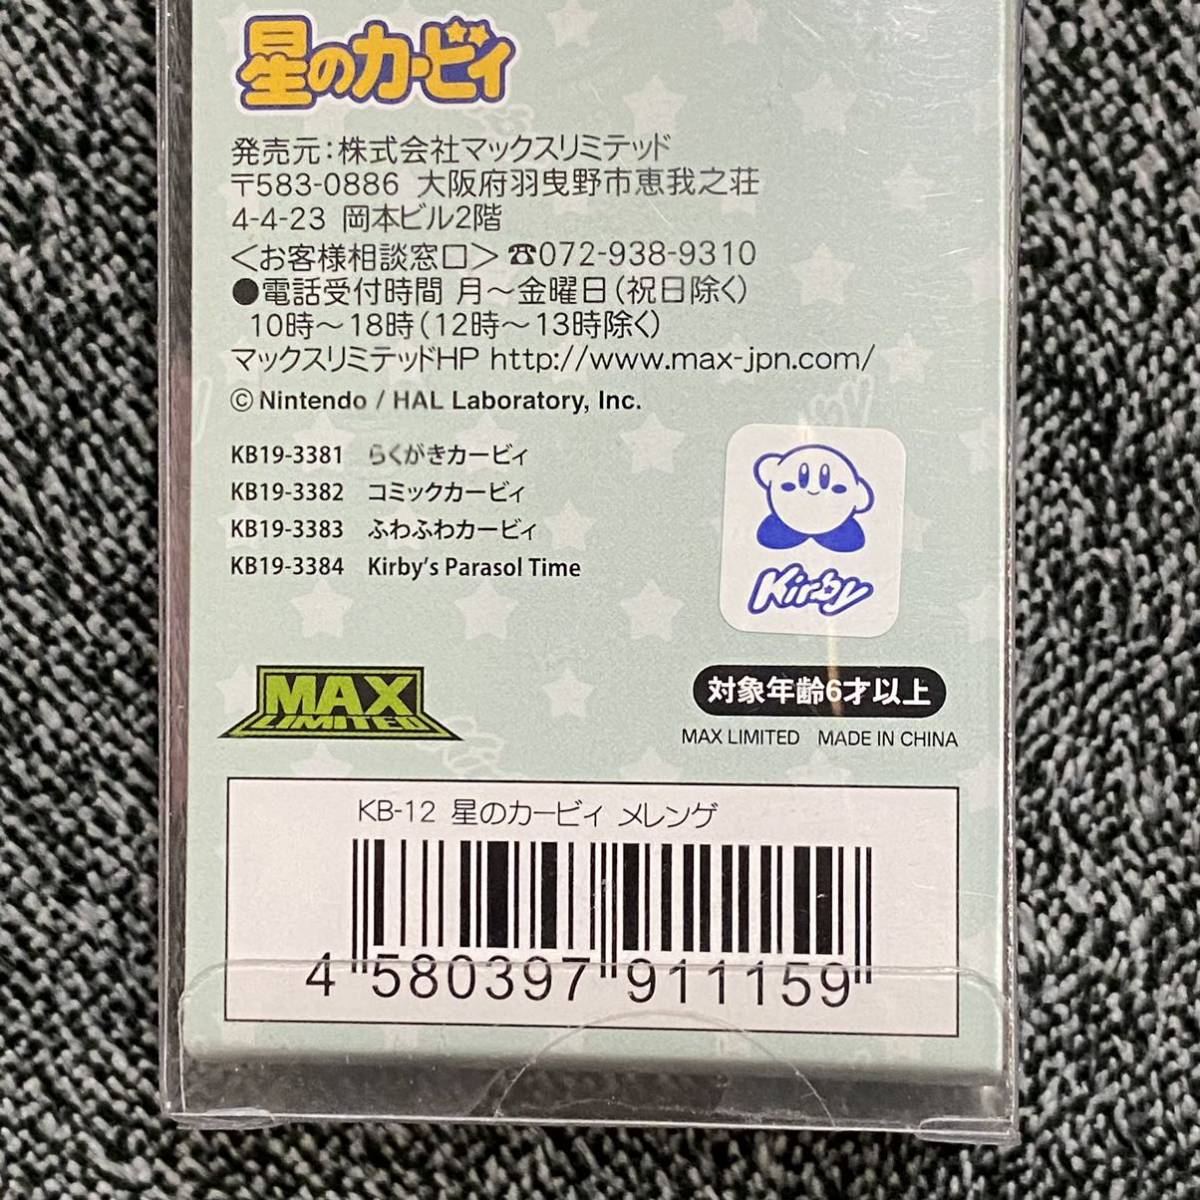 星のカービィ
発売元：株式会社マックスリミテッド
〒583-0886 大阪府羽曳野市恵我之荘
4-4-23 岡本ビル2階
＜お客様相談窓口＞☎072-938-9310
●電話受付時間 月～金曜日（祝日除く）
10時～18時（12時～13時除く）
マックスリミテッドHP http://www.max-jpn.com/
© Nintendo / HAL Laboratory, Inc.
KB19-3381 らくがきカービィ
KB19-3382 コミックカービィ
KB19-3383 ふわふわカービィ
KB19-3384 Kirby's Parasol Time
Kirby
MAX
LIMITED
対象年齢6才以上
MAX LIMITED MADE IN CHINA
KB-12 星のカービィ メレンゲ
4 580397 911159